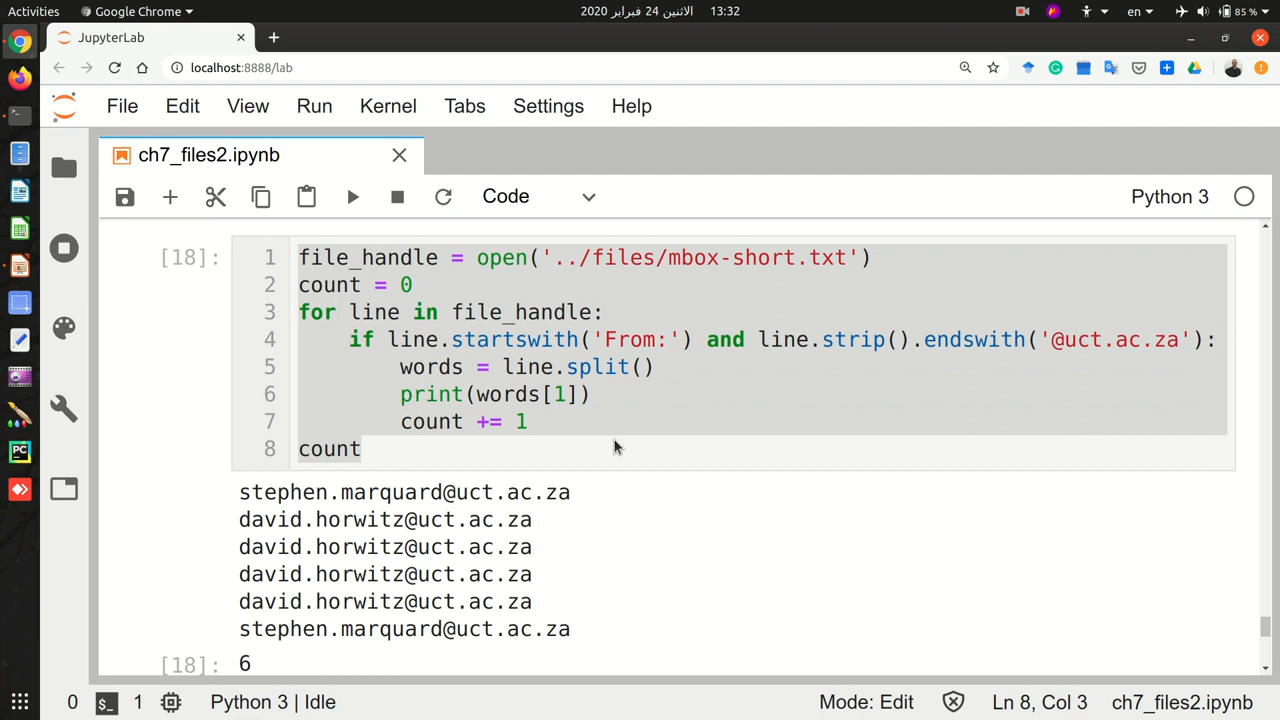 Activities Google Chrome الاثنين 24 فبراير 2020 13:32 en 85 %
JupyterLab
localhost:8888/lab
File Edit View Run Kernel Tabs Settings Help
ch7_files2.ipynb
Code Python 3
[18]: 1 file_handle = open('../files/mbox-short.txt')
2 count = 0
3 for line in file_handle:
4 if line.startswith('From:') and line.strip().endswith('@uct.ac.za'):
5 words = line.split()
6 print(words[1])
7 count += 1
8 count
stephen.marquard@uct.ac.za
david.horwitz@uct.ac.za
david.horwitz@uct.ac.za
david.horwitz@uct.ac.za
david.horwitz@uct.ac.za
stephen.marquard@uct.ac.za
[18]: 6
0 $_ 1 Python 3 | Idle Mode: Edit Ln 8, Col 3 ch7_files2.ipynb
PC